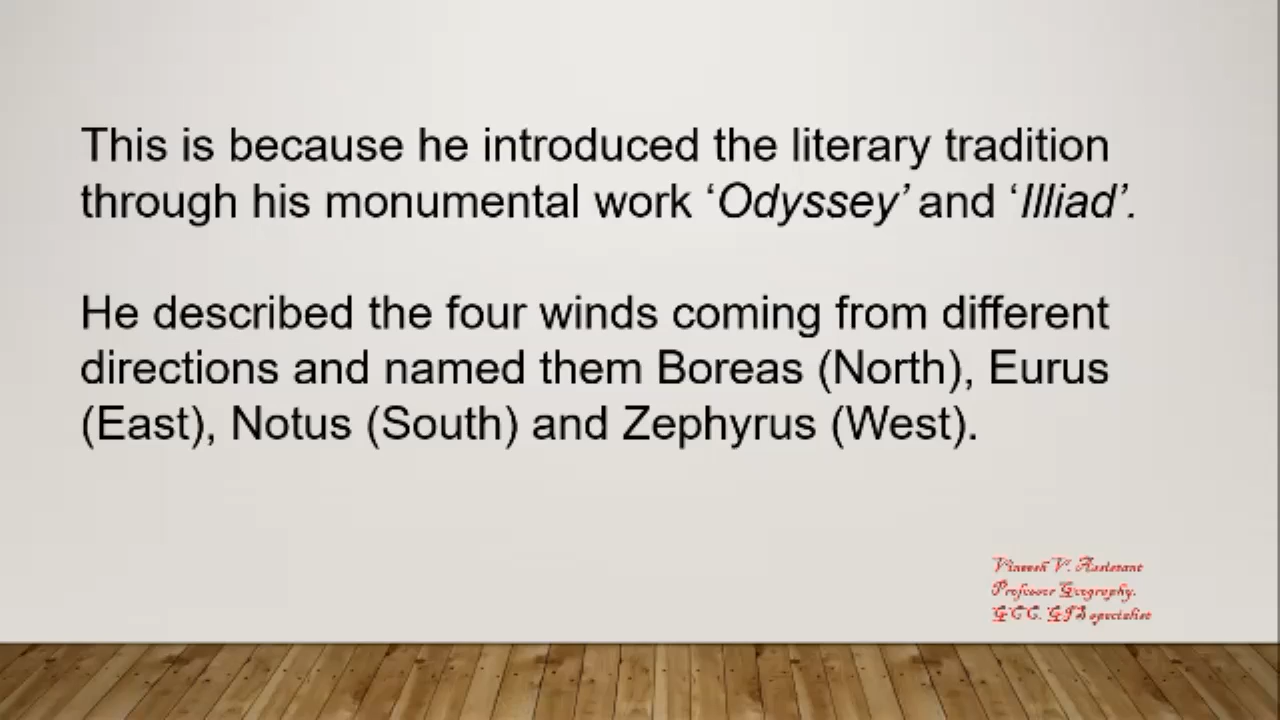 This is because he introduced the literary tradition
through his monumental work ‘Odyssey’ and ‘Illiad’.
He described the four winds coming from different
directions and named them Boreas (North), Eurus
(East), Notus (South) and Zephyrus (West).
V. Assistant
Professor Geography.
specialist